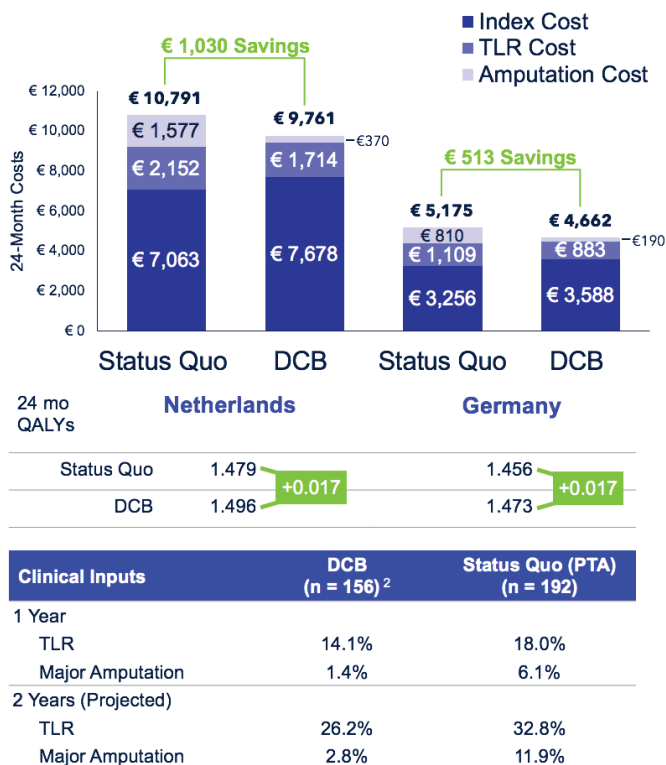 Index Cost
TLR Cost
Amputation Cost
€ 1,030 Savings
€ 12,000
€ 10,000
€ 8,000
€ 6,000
€ 4,000
€ 2,000
€ 0
24-Month Costs
€ 10,791
€ 1,577
€ 2,152
€ 7,063
€ 9,761
€370
€ 1,714
€ 7,678
€ 513 Savings
€ 5,175
€ 810
€ 1,109
€ 3,256
€ 4,662
€190
€ 883
€ 3,588
Status Quo DCB Status Quo DCB
24 mo QALYs
Netherlands Germany
Status Quo 1.479 1.456
+0.017 +0.017
DCB 1.496 1.473
Clinical Inputs
DCB (n = 156) 2
Status Quo (PTA) (n = 192)
1 Year
TLR 14.1% 18.0%
Major Amputation 1.4% 6.1%
2 Years (Projected)
TLR 26.2% 32.8%
Major Amputation 2.8% 11.9%